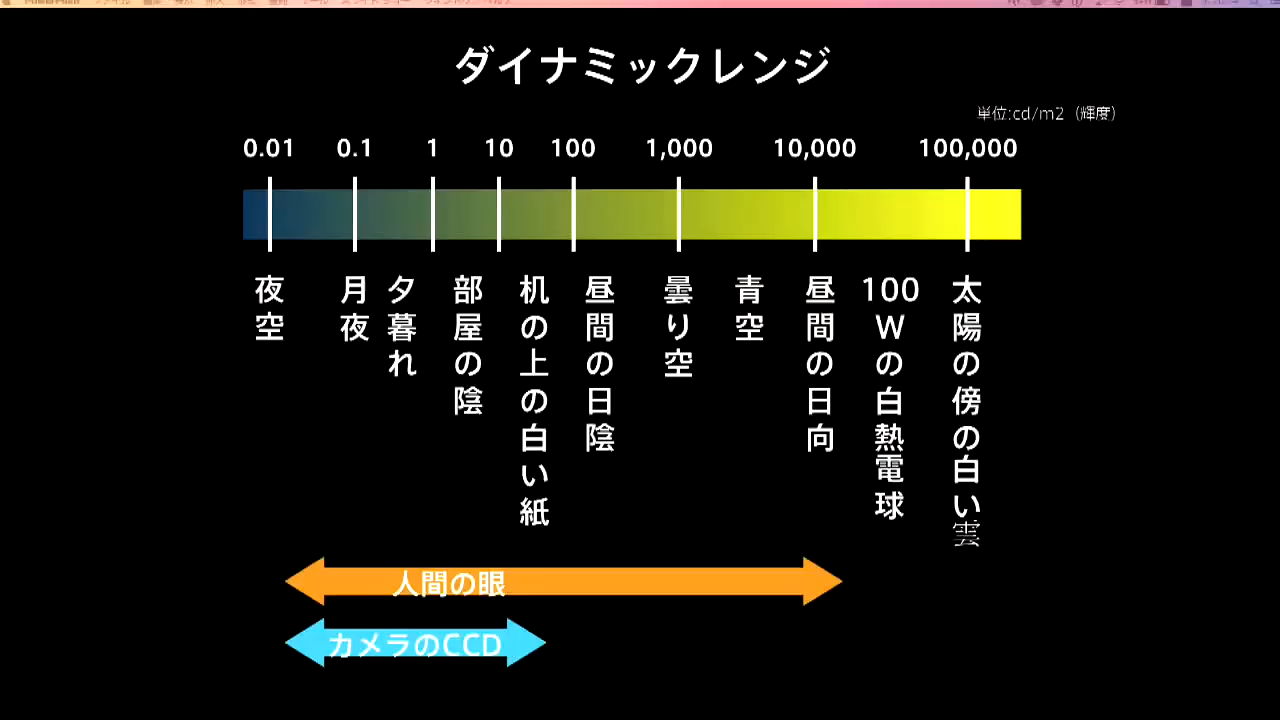 ダイナミックレンジ
単位:cd/m2（輝度）
0.01 0.1 1 10 100 1,000 10,000 100,000
夜空
月夜
夕暮れ
部屋の陰
机の上の白い紙
昼間の日陰
曇り空
青空
昼間の日向
100Wの白熱電球
太陽の傍の白い雲
人間の眼
カメラのCCD